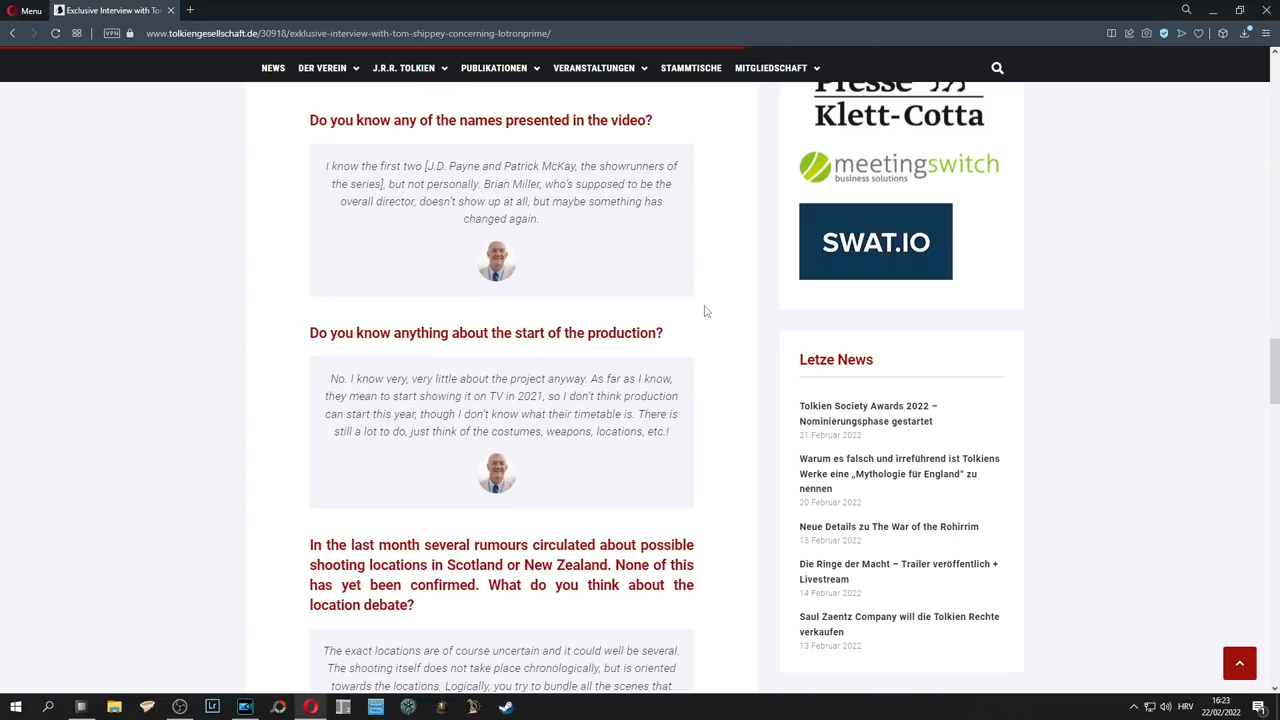 Menu
Exklusive Interview with To
www.tolkiengesellschaft.de/30918/exklusive-interview-with-tom-shippey-concerning-lotronprime/
VPN
NEWS DER VEREIN J.R.R. TOLKIEN PUBLIKATIONEN VERANSTALTUNGEN STAMMTISCHE MITGLIEDSCHAFT
Do you know any of the names presented in the video?
I know the first two [J.D. Payne and Patrick McKay, the showrunners of
the series], but not personally. Brian Miller, who's supposed to be the
overall director, doesn't show up at all, but maybe something has
changed again.
Do you know anything about the start of the production?
No. I know very, very little about the project anyway. As far as I know,
they mean to start showing it on TV in 2021, so I don't think production
can start this year, though I don't know what their timetable is. There is
still a lot to do, just think of the costumes, weapons, locations, etc.!
In the last month several rumours circulated about possible
shooting locations in Scotland or New Zealand. None of this
has yet been confirmed. What do you think about the
location debate?
The exact locations are of course uncertain and it could well be several.
The shooting itself does not take place chronologically, but is oriented
towards the locations. Logically, you try to bundle all the scenes that
Presse
Klett-Cotta
meetingswitch
business solutions
SWAT.IO
Letze News
Tolkien Society Awards 2022 –
Nominierungsphase gestartet
21 Februar 2022
Warum es falsch und irreführend ist Tolkiens
Werke eine „Mythologie für England“ zu
nennen
20 Februar 2022
Neue Details zu The War of the Rohirrim
15 Februar 2022
Die Ringe der Macht – Trailer veröffentlich +
Livestream
14 Februar 2022
Saul Zaentz Company will die Tolkien Rechte
verkaufen
13 Februar 2022
HRV
16:23
22/02/2022